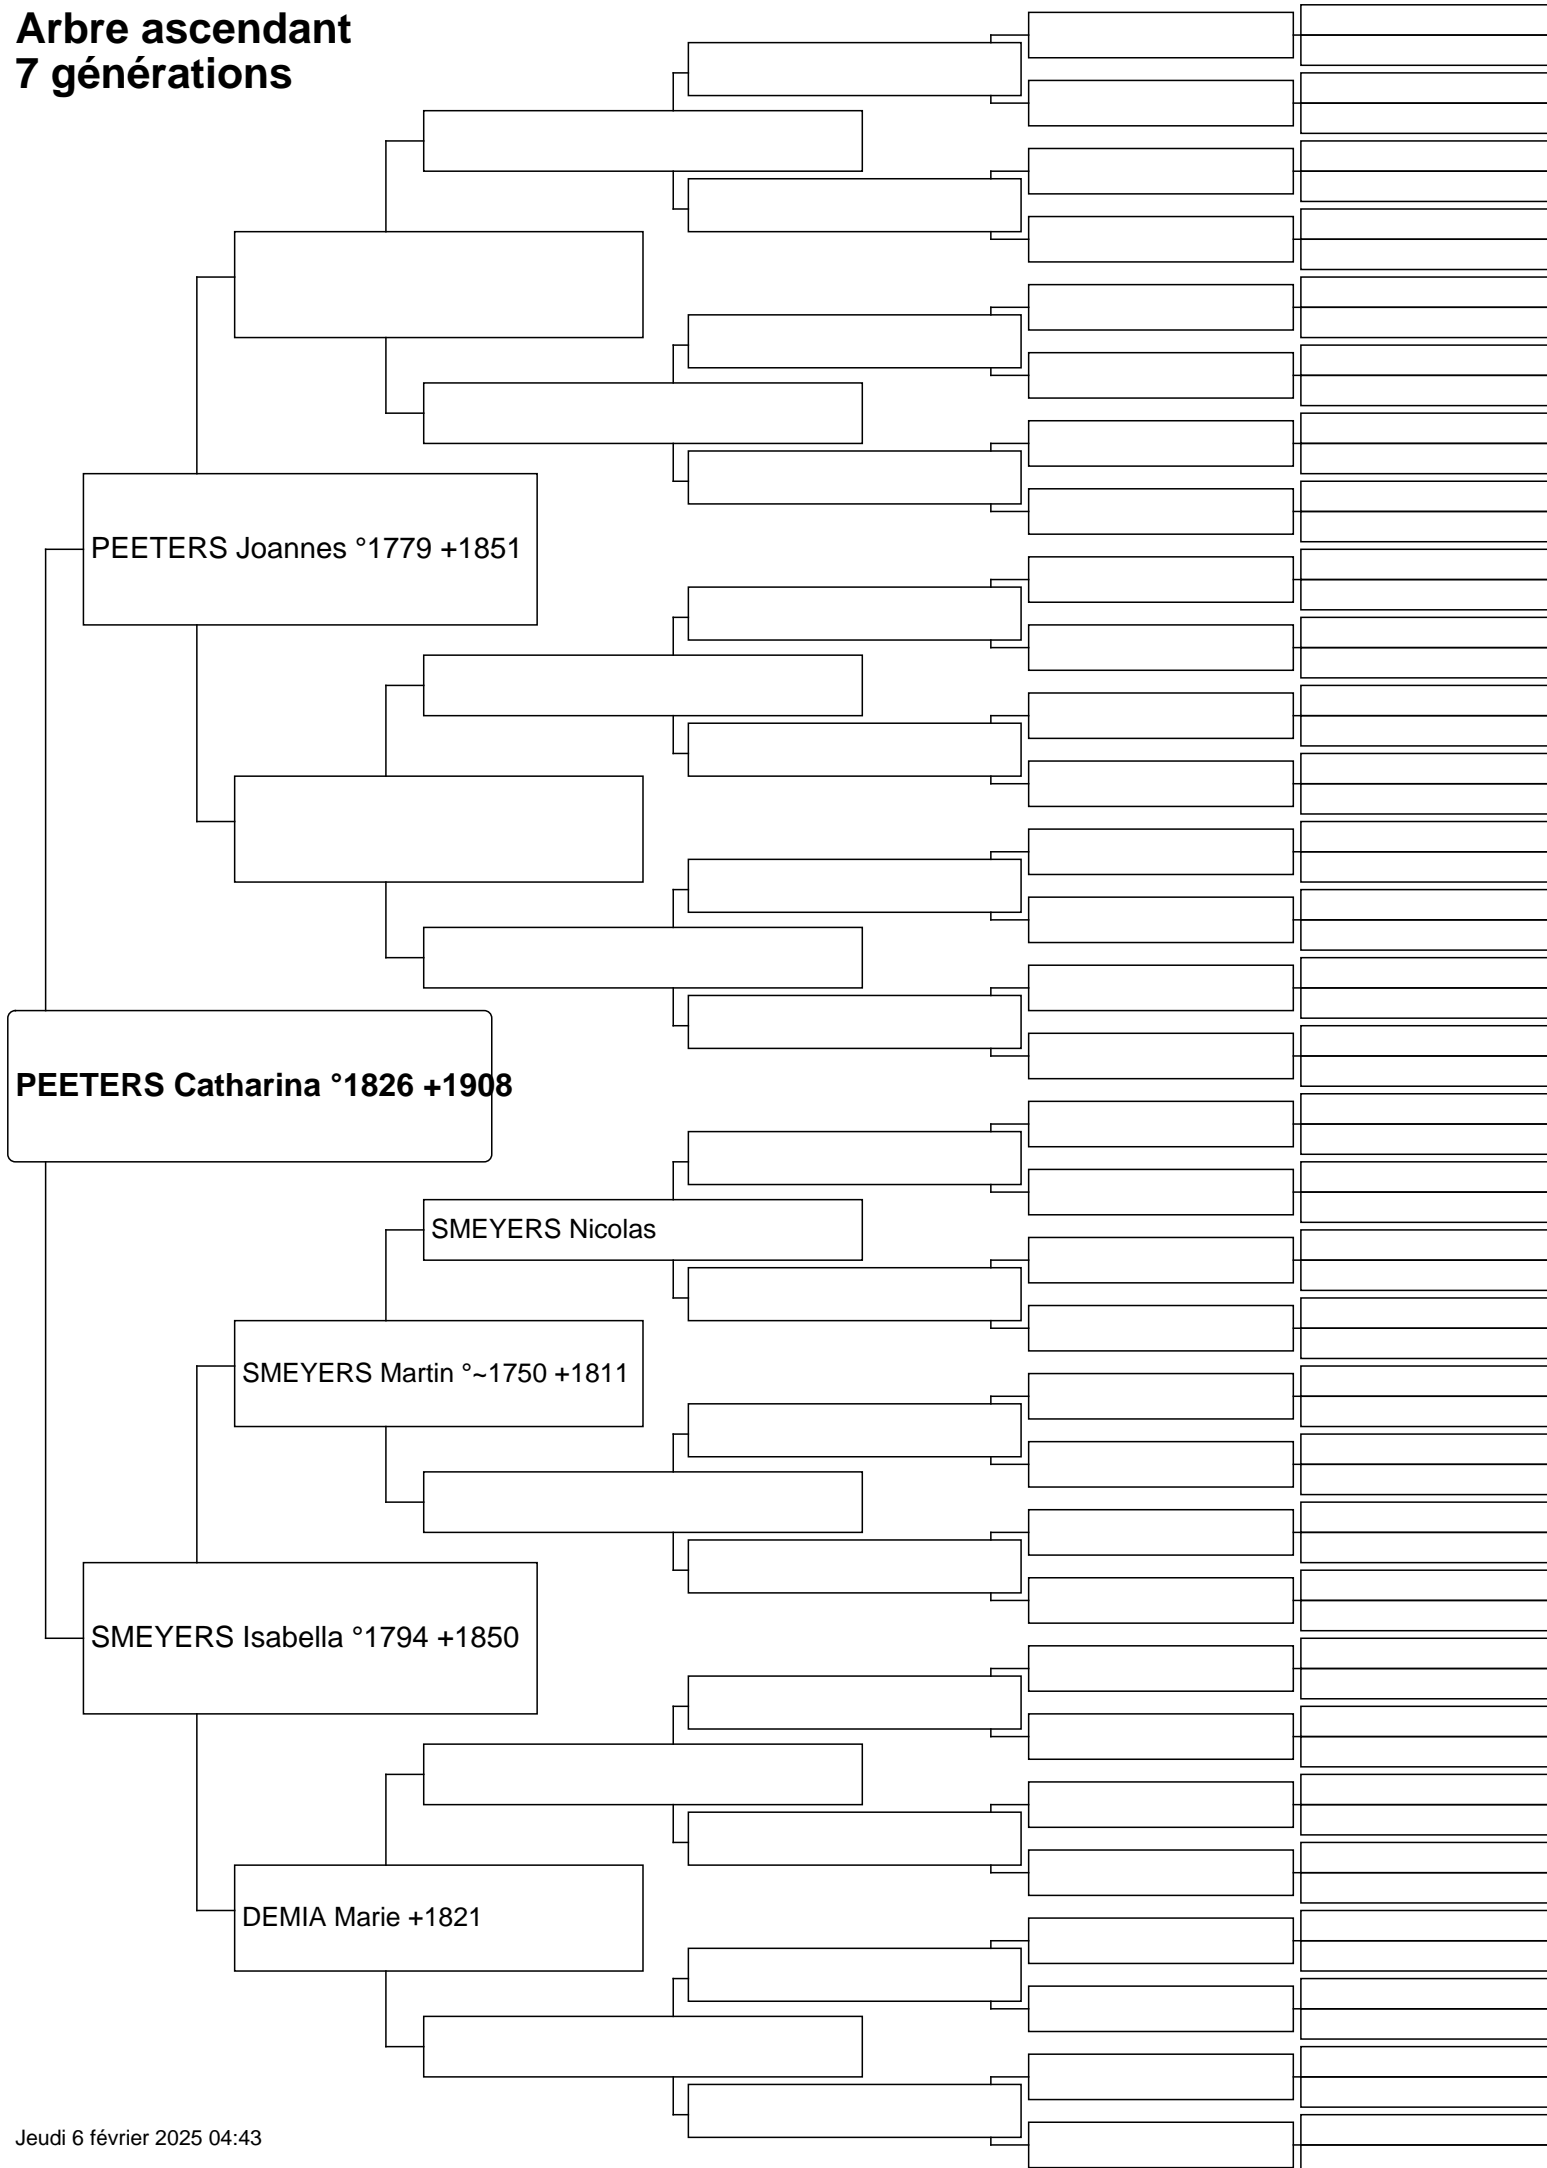 Arbre ascendant
7 générations
PEETERS Joannes °1779 +1851
PEETERS Catharina °1826 +1908
SMEYERS Nicolas
SMEYERS Martin °~1750 +1811
SMEYERS Isabella °1794 +1850
DEMIA Marie +1821
Jeudi 6 février 2025 04:43